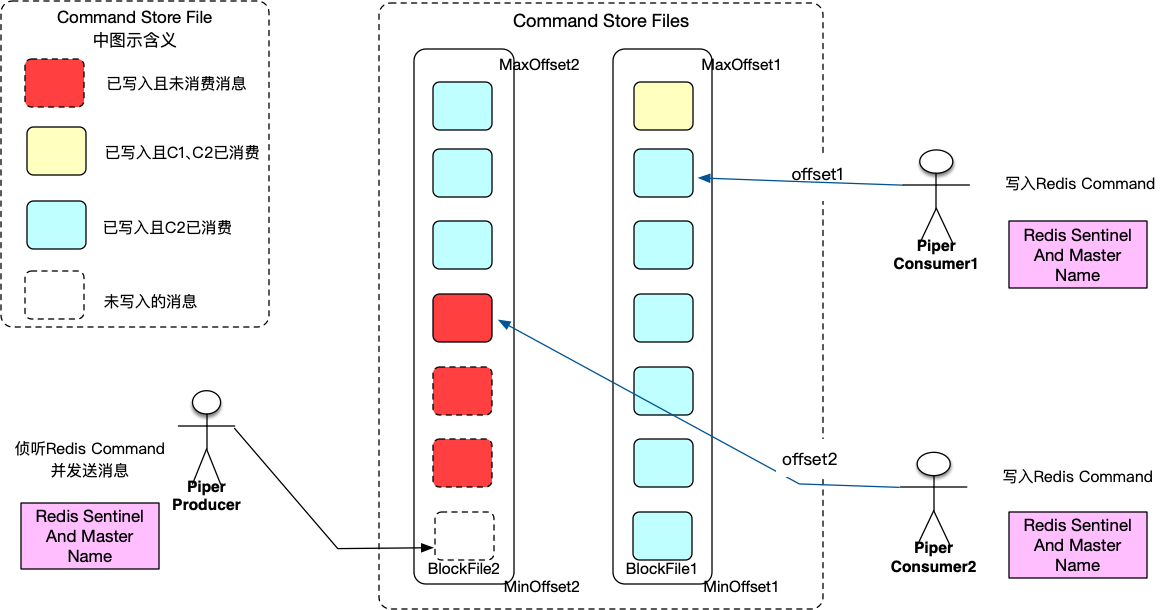 Command Store File
中图示含义
已写入且未消费消息
已写入且C1、C2已消费
已写入且C2已消费
未写入的消息
Command Store Files
MaxOffset2
MaxOffset1
BlockFile2
MinOffset2
BlockFile1
MinOffset1
offset1
offset2
Piper
Consumer1
写入Redis Command
Redis Sentinel
And Master
Name
侦听Redis Command
并发送消息
Piper
Producer
Redis Sentinel
And Master
Name
Piper
Consumer2
写入Redis Command
Redis Sentinel
And Master
Name